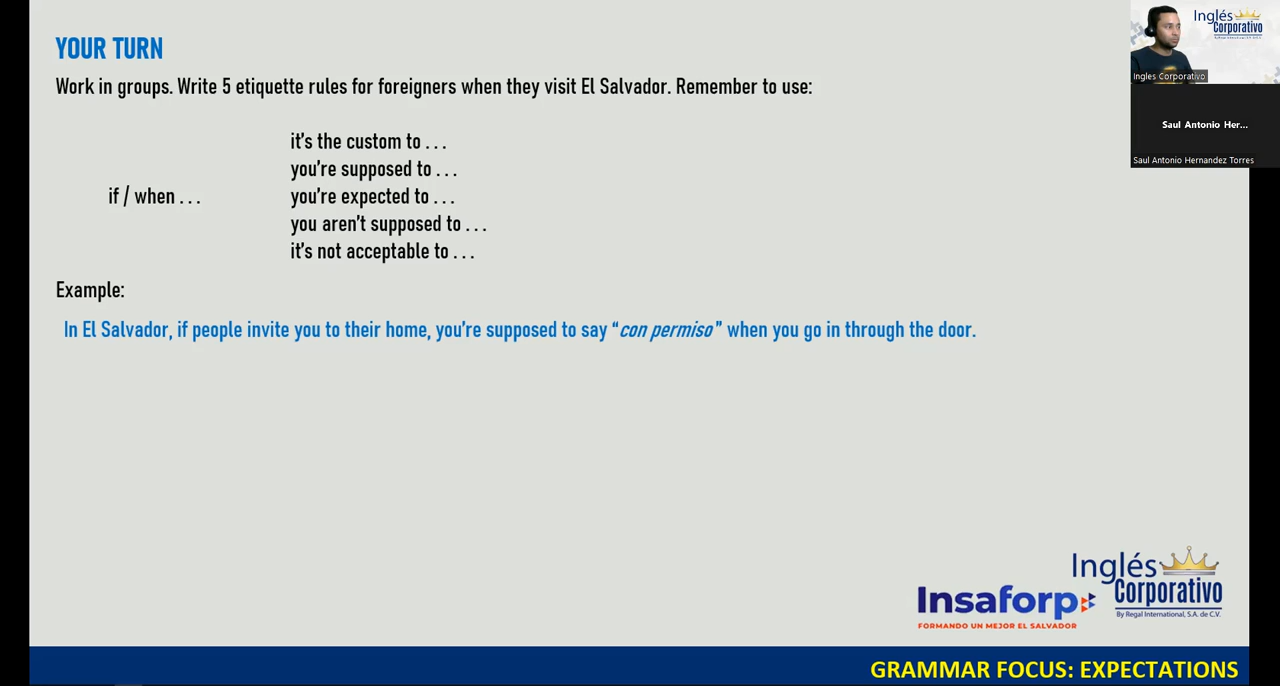 YOUR TURN
Work in groups. Write 5 etiquette rules for foreigners when they visit El Salvador. Remember to use:
it's the custom to . . .
you're supposed to . . .
if / when . . .
you're expected to . . .
you aren't supposed to . . .
it's not acceptable to . . .
Example:
In El Salvador, if people invite you to their home, you're supposed to say “con permiso” when you go in through the door.
Inglés
Corporativo
Ingles Corporativo
Saul Antonio Her...
Saul Antonio Hernandez Torres
Inglés
Corporativo
By Regal International, S.A. de C.V.
Insaforp
FORMANDO UN MEJOR EL SALVADOR
GRAMMAR FOCUS: EXPECTATIONS